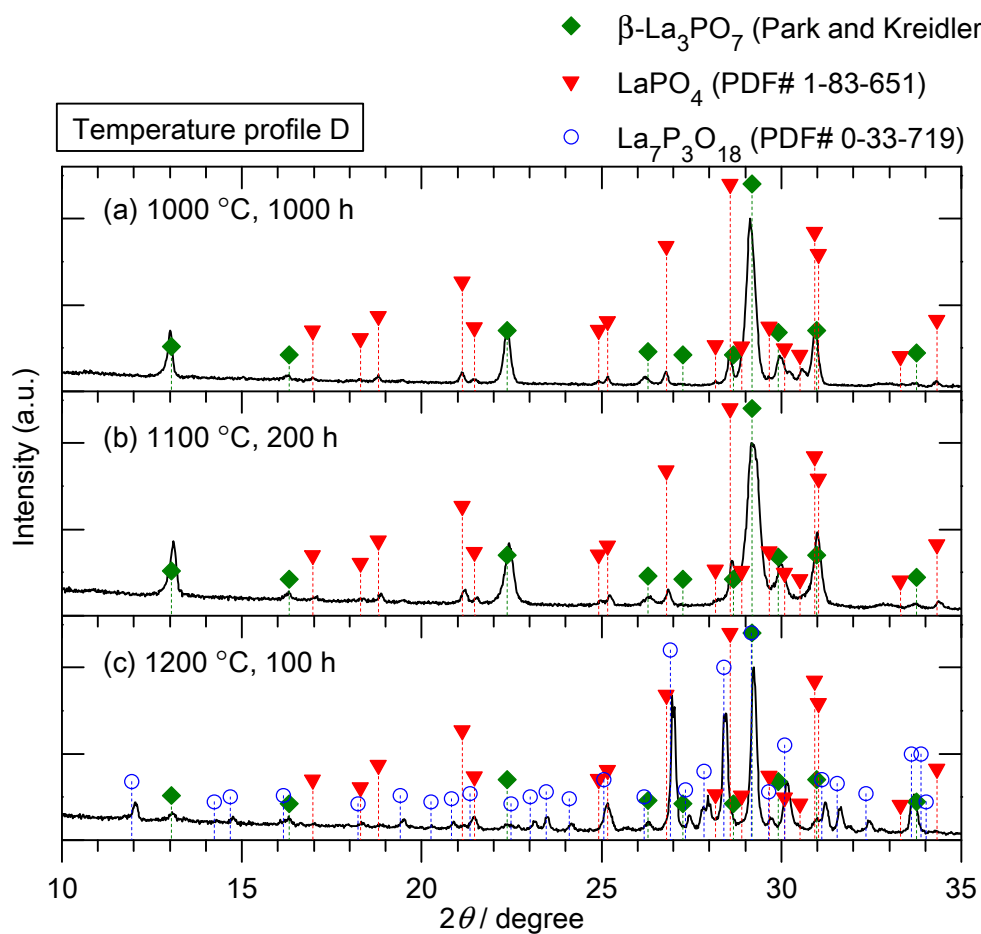 β-La3PO7 (Park and Kreidler
LaPO4 (PDF# 1-83-651)
La7P3O18 (PDF# 0-33-719)
Temperature profile D
(a) 1000 °C, 1000 h
(b) 1100 °C, 200 h
(c) 1200 °C, 100 h
Intensity (a.u.)
10 15 20 25 30 35
2θ / degree